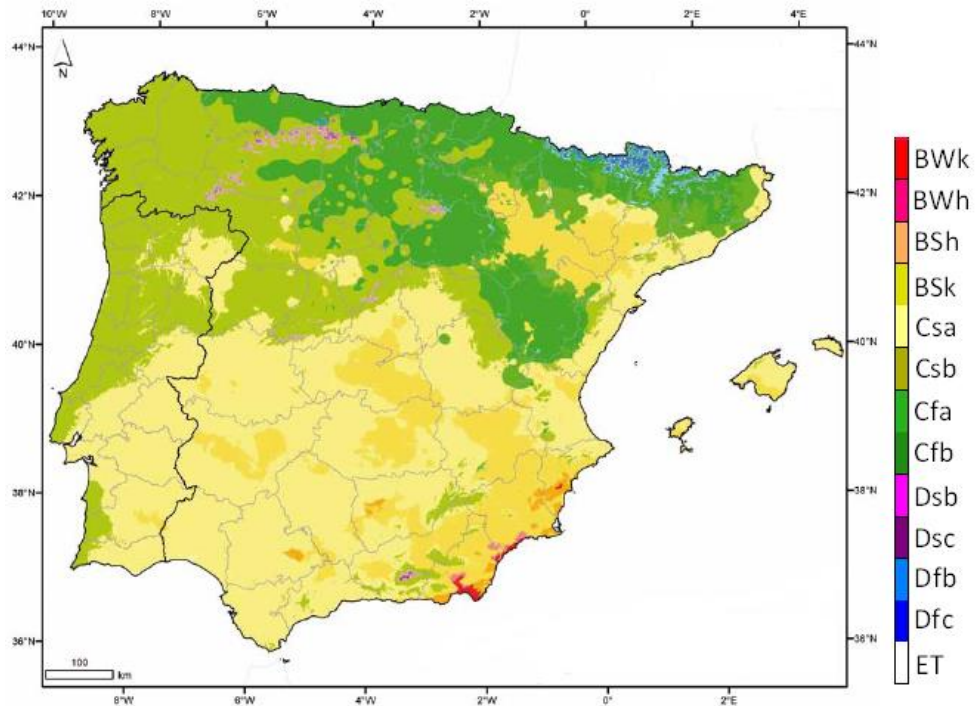 10°W 8°W 6°W 4°W 2°W 0° 2°E 4°E
44°N 44°N
N
42°N 42°N
40°N 40°N
38°N 38°N
36°N 36°N
100
km
8°W 6°W 4°W 2°W 0° 2°E
BWk
BWh
BSh
BSk
Csa
Csb
Cfa
Cfb
Dsb
Dsc
Dfb
Dfc
ET